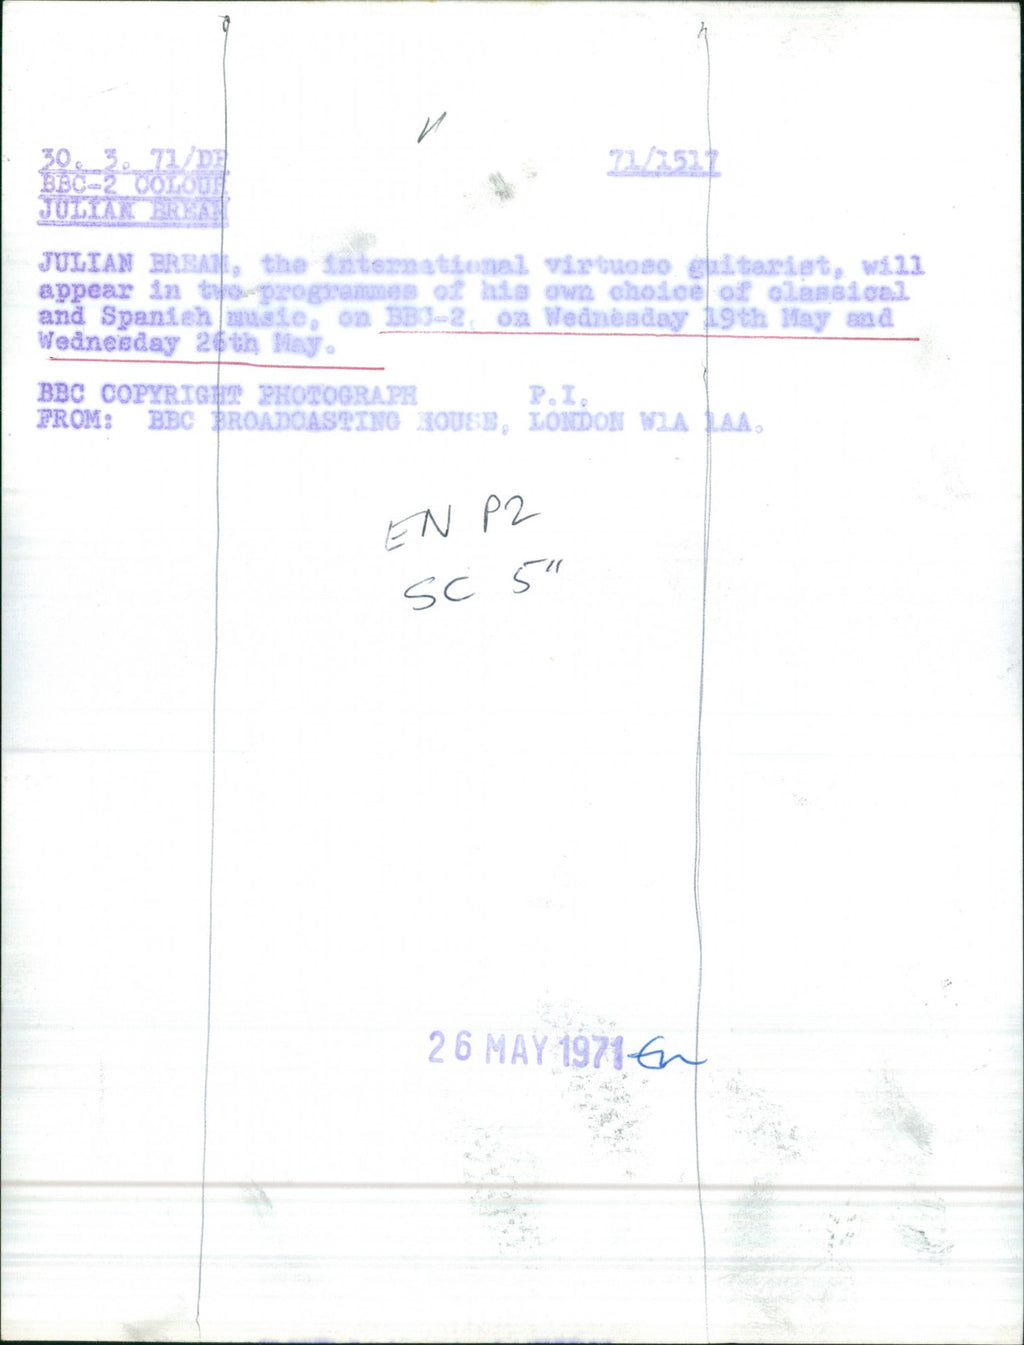 30. 3. 71/DE
71/1517
BBC-2 COLOUR
JULIAN BREAM
JULIAN BREAM, the international virtuoso guitarist, will
appear in two programmes of his own choice of classical
and Spanish music, on BBC-2, on Wednesday 19th May and
Wednesday 26th May.
BBC COPYRIGHT PHOTOGRAPH P.I.
FROM: BBC BROADCASTING HOUSE, LONDON W1A 1AA.
EN P2
SC 5"
26 MAY 1971 En